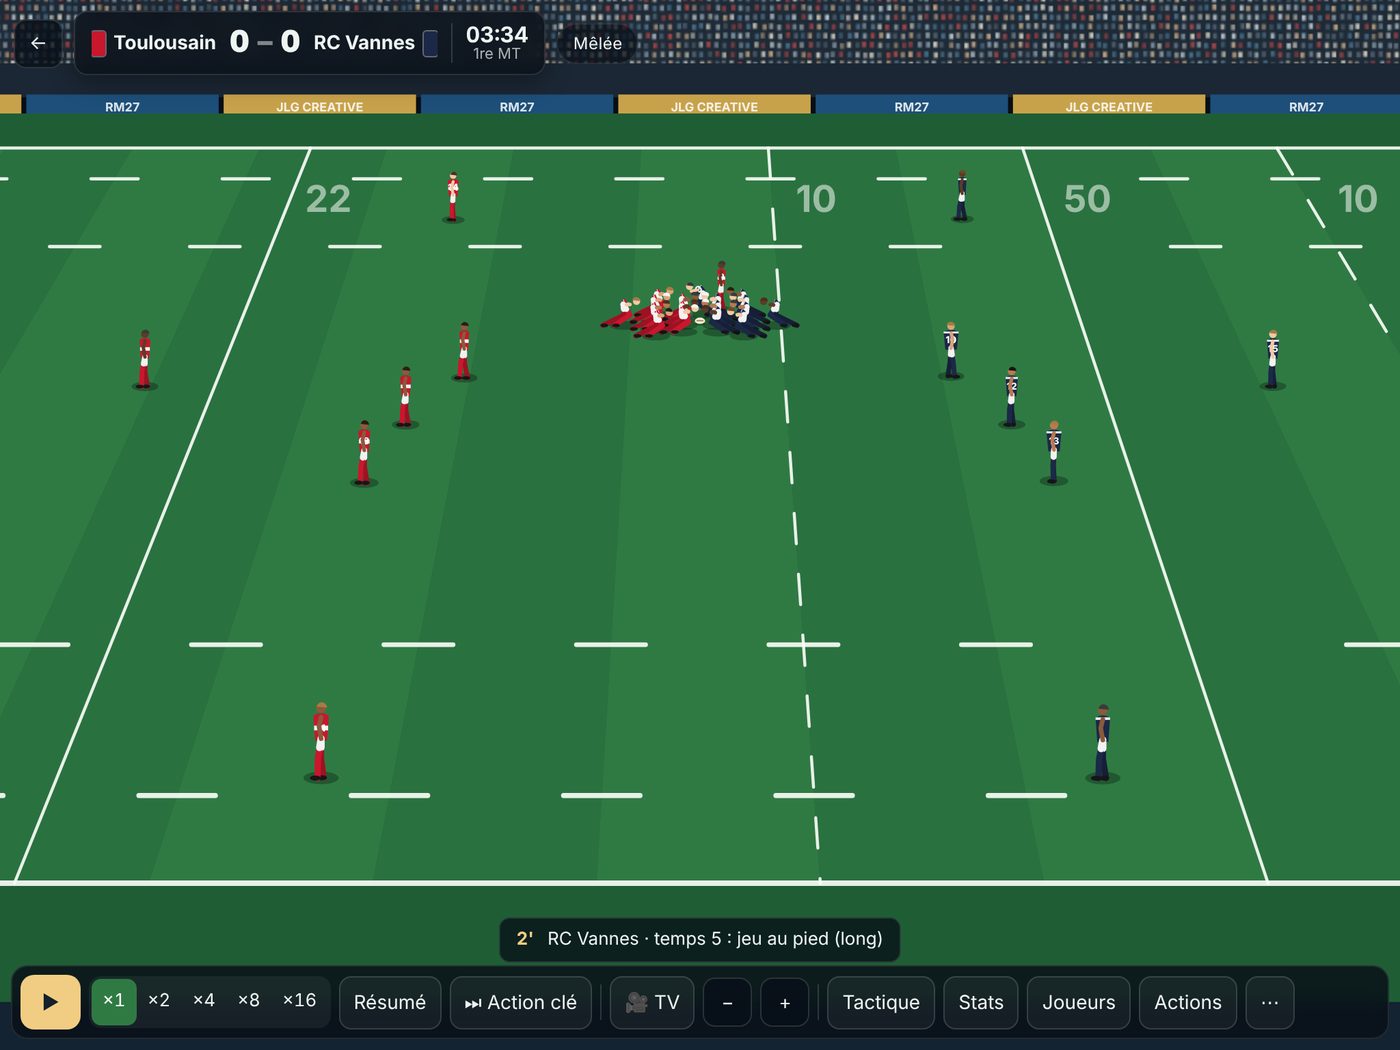 ←
Toulousain 0 – 0 RC Vannes
03:34
1re MT
Mêlée
RM27 JLG CREATIVE RM27 JLG CREATIVE RM27 JLG CREATIVE RM27
22 10 50 10
2' RC Vannes · temps 5 : jeu au pied (long)
×1 ×2 ×4 ×8 ×16 Résumé ⏭ Action clé 🎥 TV − + Tactique Stats Joueurs Actions ⋯